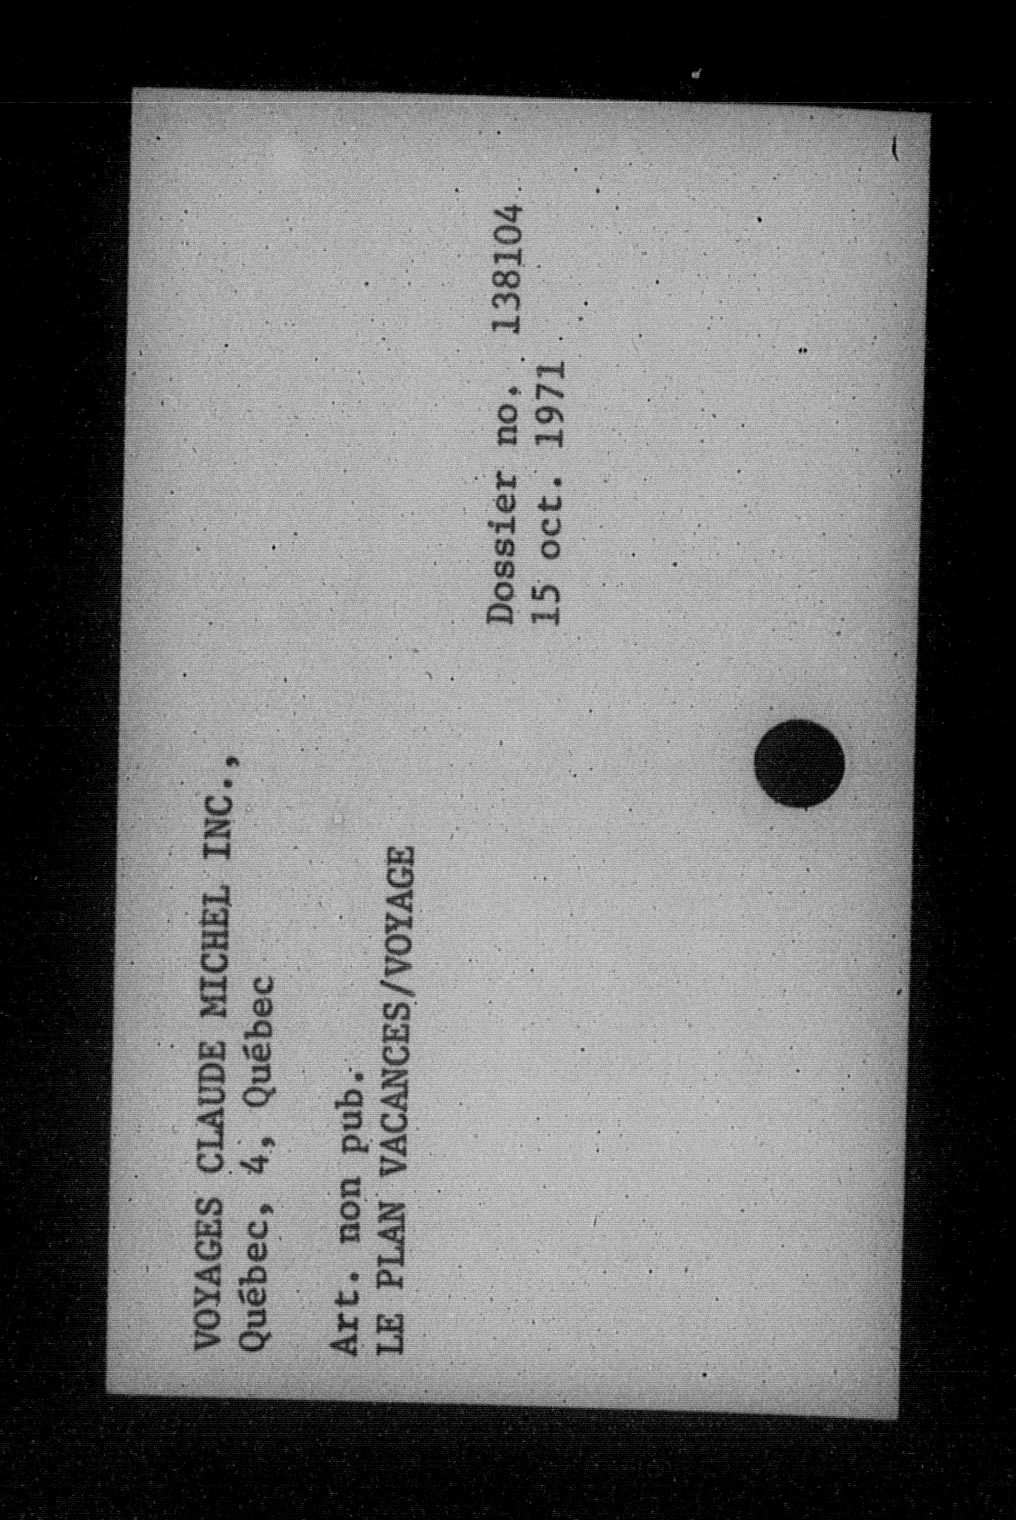 VOYAGES CLAUDE MICHEL INC.,
Québec, 4, Québec
Art. non pub.
LE PLAN VACANCES/VOYAGE
Dossier no. 138104
15 oct. 1971